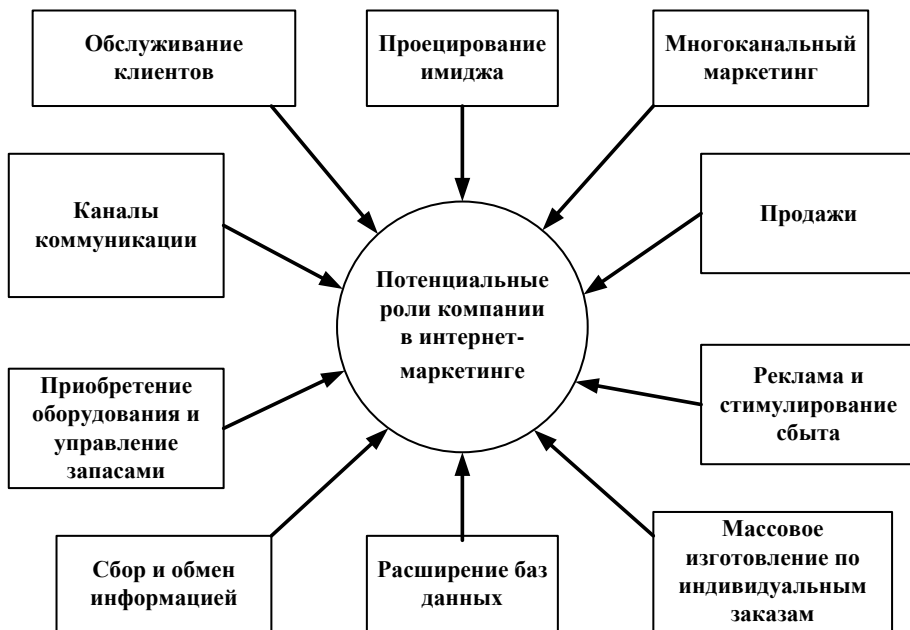 Обслуживание
клиентов
Проецирование
имиджа
Многоканальный
маркетинг
Каналы
коммуникации
Продажи
Потенциальные
роли компании
в интернет-
маркетинге
Приобретение
оборудования и
управление
запасами
Реклама и
стимулирование
сбыта
Сбор и обмен
информацией
Расширение баз
данных
Массовое
изготовление по
индивидуальным
заказам